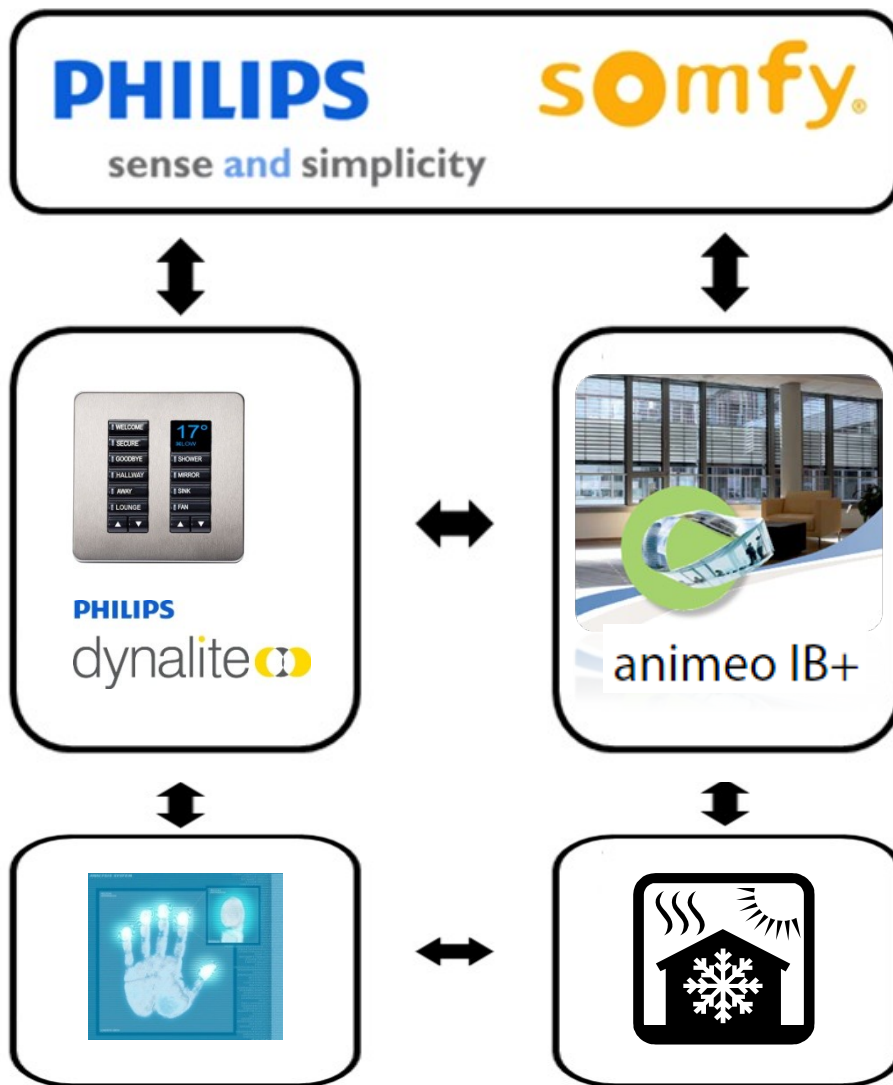 PHILIPS
somfy®
sense and simplicity
WELCOME
SECURE
GOODBYE
HALLWAY
AWAY
LOUNGE
17°
LOW
SHOWER
MIRROR
SINK
FAN
PHILIPS
dynalite
animeo IB+